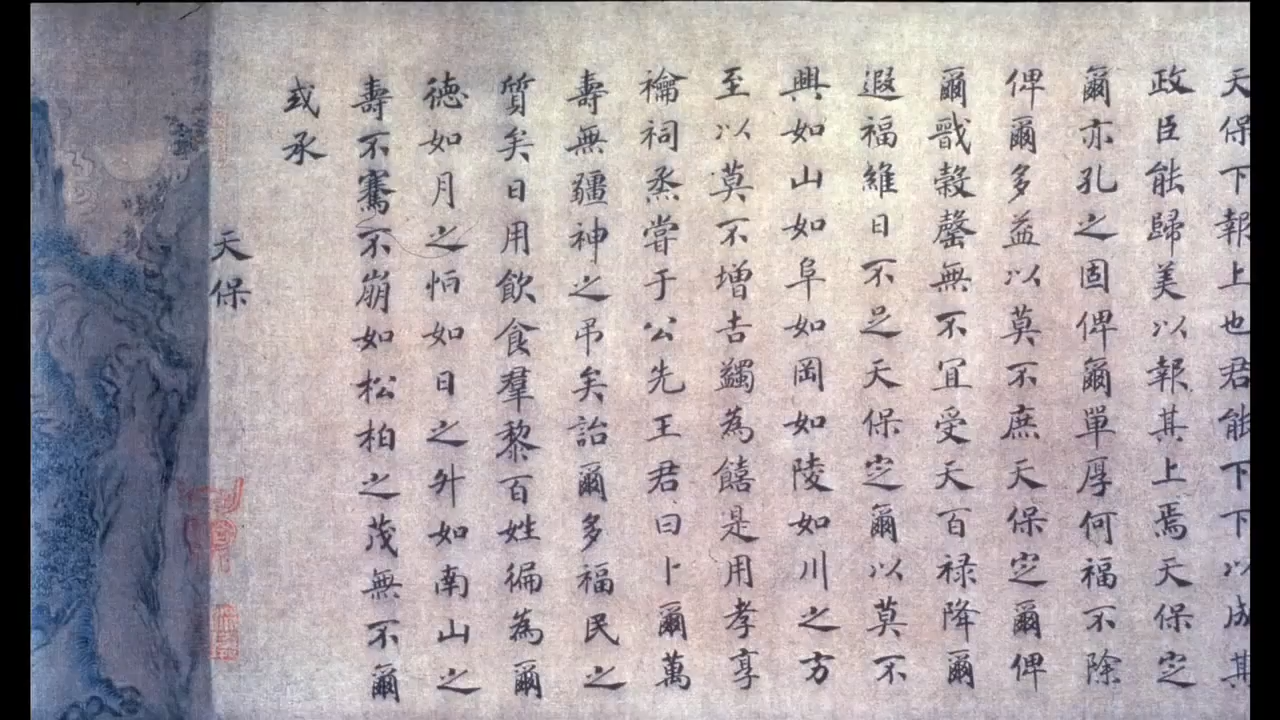 天保下報上也君能下下以成其
政臣能歸美以報其上焉天保㝎
爾亦孔之固俾爾單厚何福不除
俾爾多益以莫不庶天保㝎爾俾
爾戩榖罄無不宜受天百禄降爾
遐福維日不足天保㝎爾以莫不
興如山如阜如岡如陵如川之方
至以莫不增吉蠲為饎是用孝享
禴祠烝嘗于公先王君曰卜爾萬
壽無疆神之弔矣詒爾多福民之
質矣日用飲食羣黎百姓徧為爾
德如月之恒如日之升如南山之
壽不騫不崩如松柏之茂無不爾
或承
天保